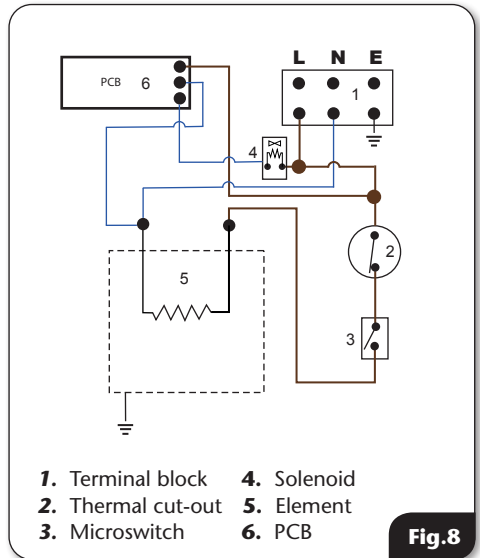 L N E
PCB 6
1
4
2
5
3
1. Terminal block 4. Solenoid
2. Thermal cut-out 5. Element
3. Microswitch 6. PCB
Fig.8